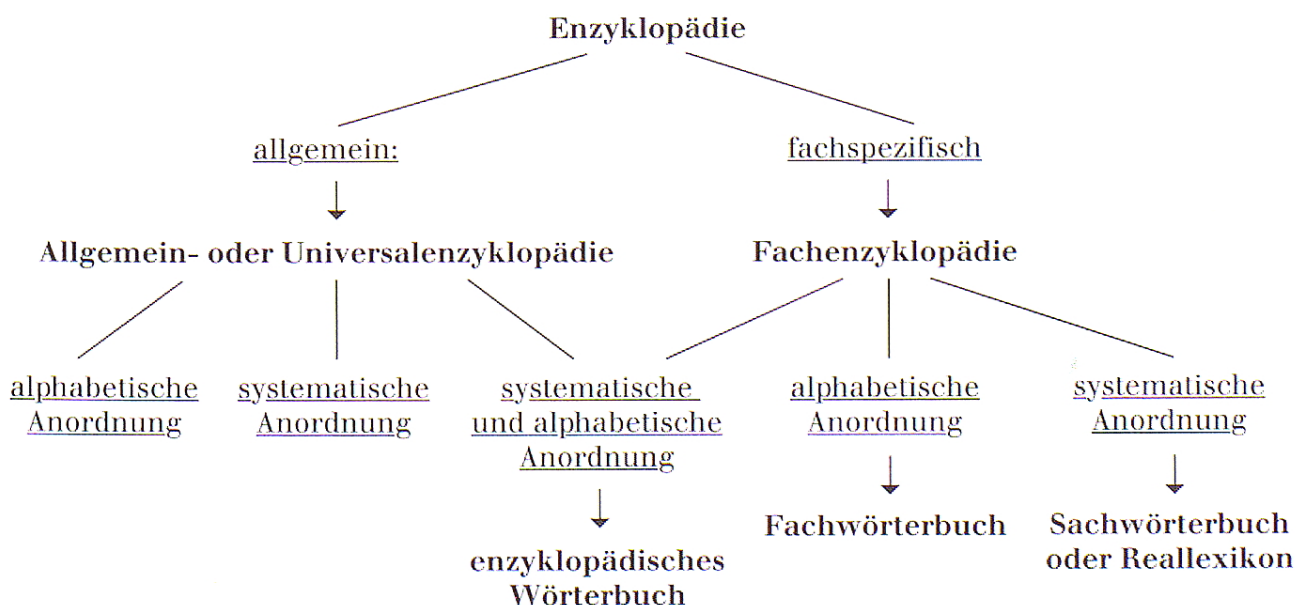 Enzyklopädie
allgemein:
fachspezifisch
Allgemein- oder Universalenzyklopädie
Fachenzyklopädie
alphabetische
Anordnung
systematische
Anordnung
systematische
und alphabetische
Anordnung
alphabetische
Anordnung
systematische
Anordnung
enzyklopädisches
Wörterbuch
Fachwörterbuch
Sachwörterbuch
oder Reallexikon